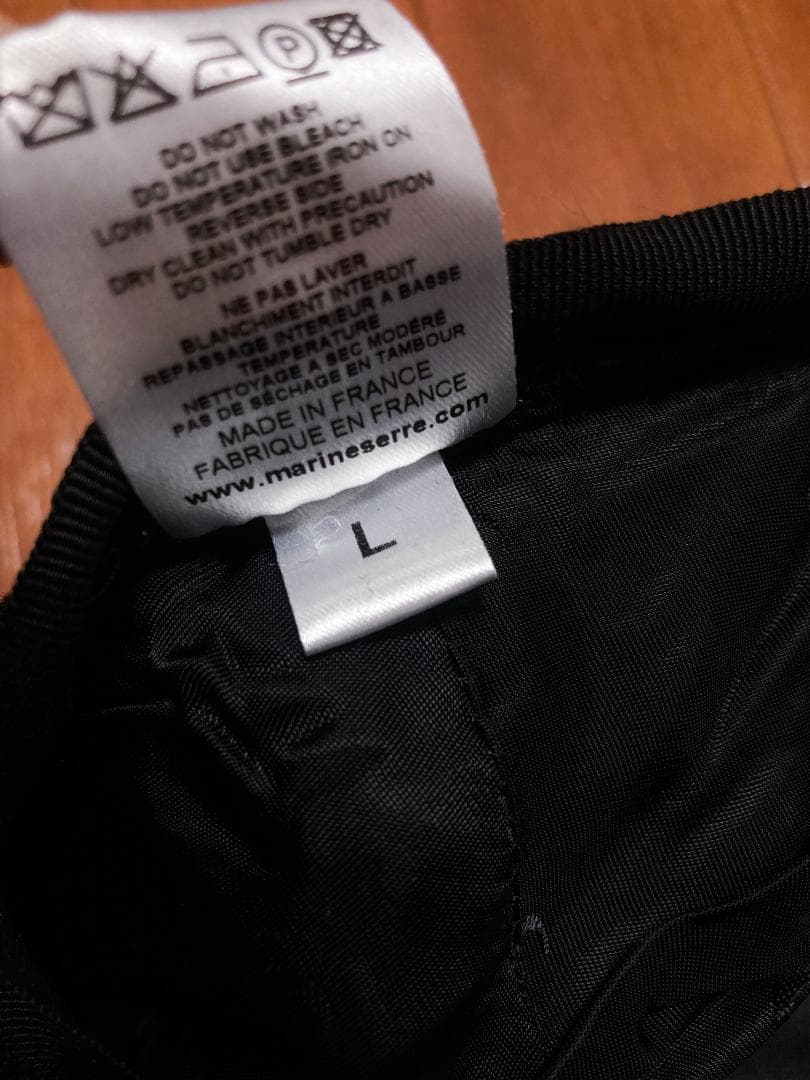 P
DO NOT WASH
DO NOT USE BLEACH
LOW TEMPERATURE IRON ON
REVERSE SIDE
DRY CLEAN WITH PRECAUTION
DO NOT TUMBLE DRY
NE PAS LAVER
BLANCHIMENT INTERDIT
REPASSAGE INTERIEUR A BASSE
TEMPERATURE
NETTOYAGE A SEC MODÉRÉ
PAS DE SÉCHAGE EN TAMBOUR
MADE IN FRANCE
FABRIQUE EN FRANCE
www.marineserre.com
L